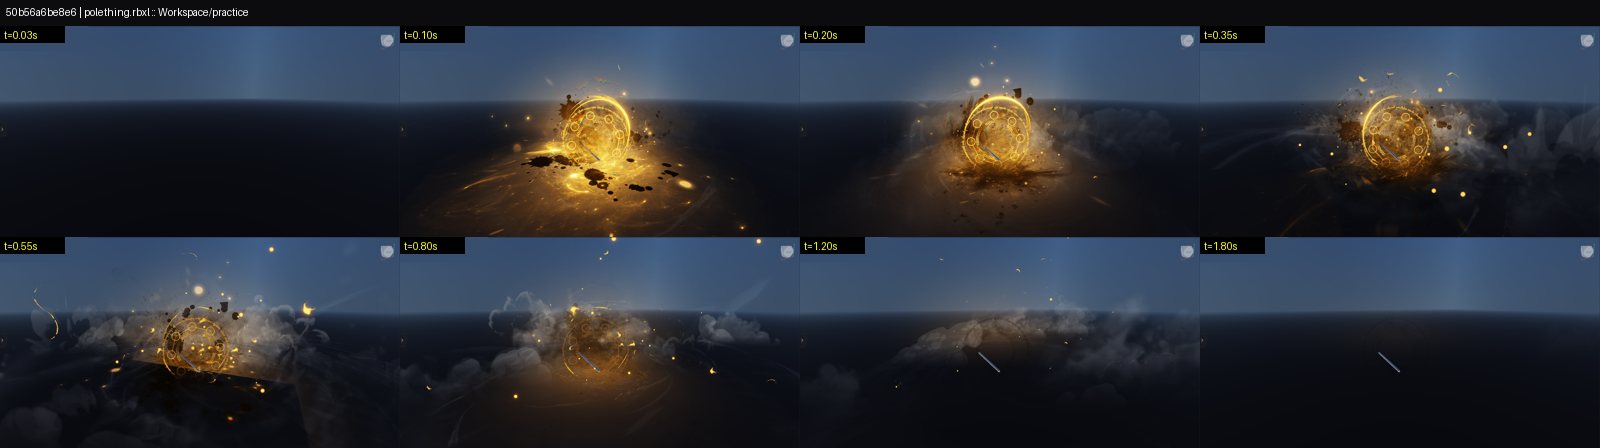 50b56a6be8e6 | polething.rbxl :: Workspace/practice
t=0.03s
t=0.10s
t=0.20s
t=0.35s
t=0.55s
t=0.80s
t=1.20s
t=1.80s